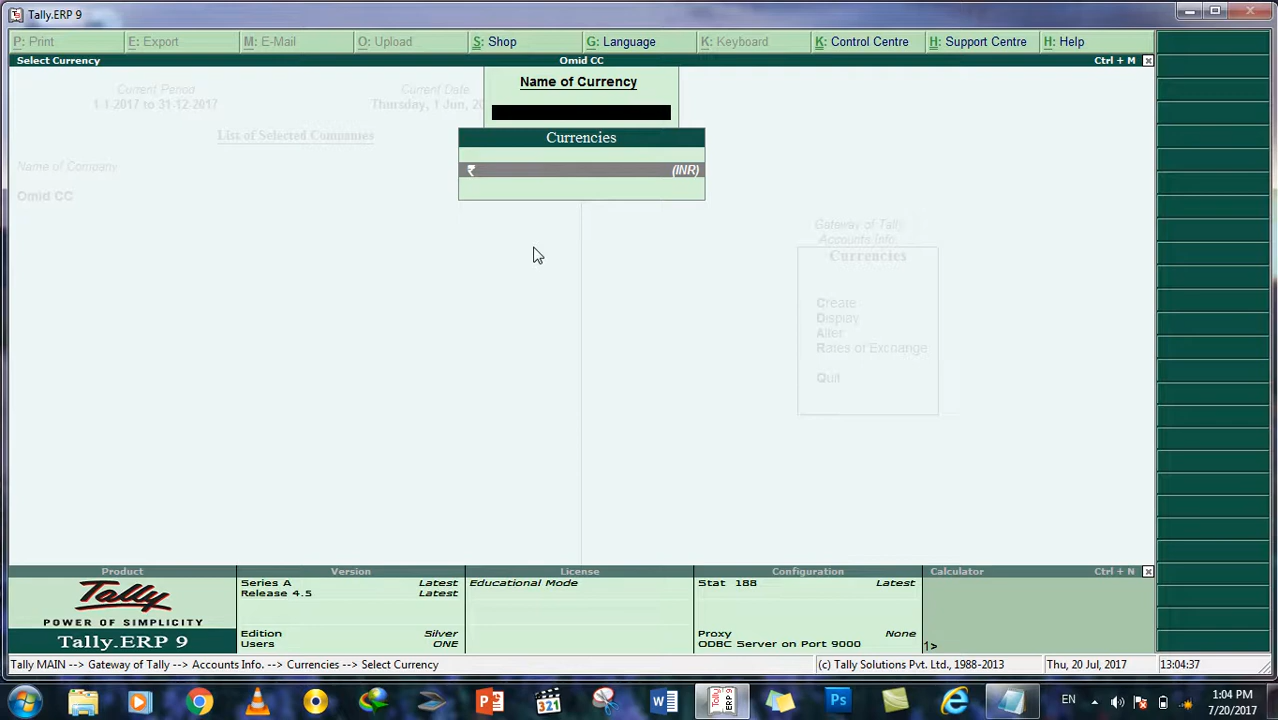 Tally.ERP 9
P: Print E: Export M: E-Mail O: Upload S: Shop G: Language K: Keyboard K: Control Centre H: Support Centre H: Help
Select Currency Omid CC Ctrl + M
Current Period Current Date
1-1-2017 to 31-12-2017 Thursday, 1 Jun, 20
List of Selected Companies
Name of Company
Omid CC
Name of Currency
Currencies
₹ (INR)
Gateway of Tally
Accounts Info. ...
Currencies
Create
Display
Alter
Rates of Exchange
Quit
Product Version License Configuration Calculator Ctrl + N
Tally
POWER OF SIMPLICITY
Tally.ERP 9
Series A Latest
Release 4.5 Latest
Edition Silver
Users ONE
Educational Mode
Stat 188 Latest
Proxy None
ODBC Server on Port 9000
1>
Tally MAIN --> Gateway of Tally --> Accounts Info. --> Currencies --> Select Currency (c) Tally Solutions Pvt. Ltd., 1988-2013 Thu, 20 Jul, 2017 13:04:37
321
ERP 9
Ps
EN
1:04 PM
7/20/2017